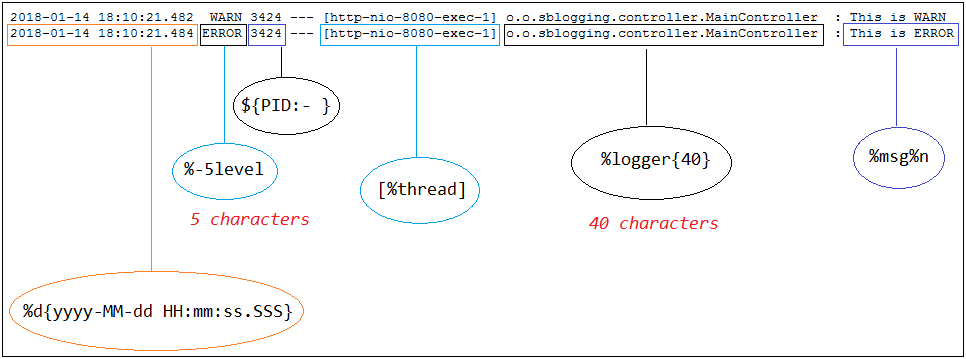 2018-01-14 18:10:21.482  WARN 3424 --- [http-nio-8080-exec-1] o.o.sblogging.controller.MainController  : This is WARN
2018-01-14 18:10:21.484 ERROR 3424 --- [http-nio-8080-exec-1] o.o.sblogging.controller.MainController  : This is ERROR
${PID:- }
%-5level
[%thread]
%logger{40}
%msg%n
5 characters
40 characters
%d{yyyy-MM-dd HH:mm:ss.SSS}